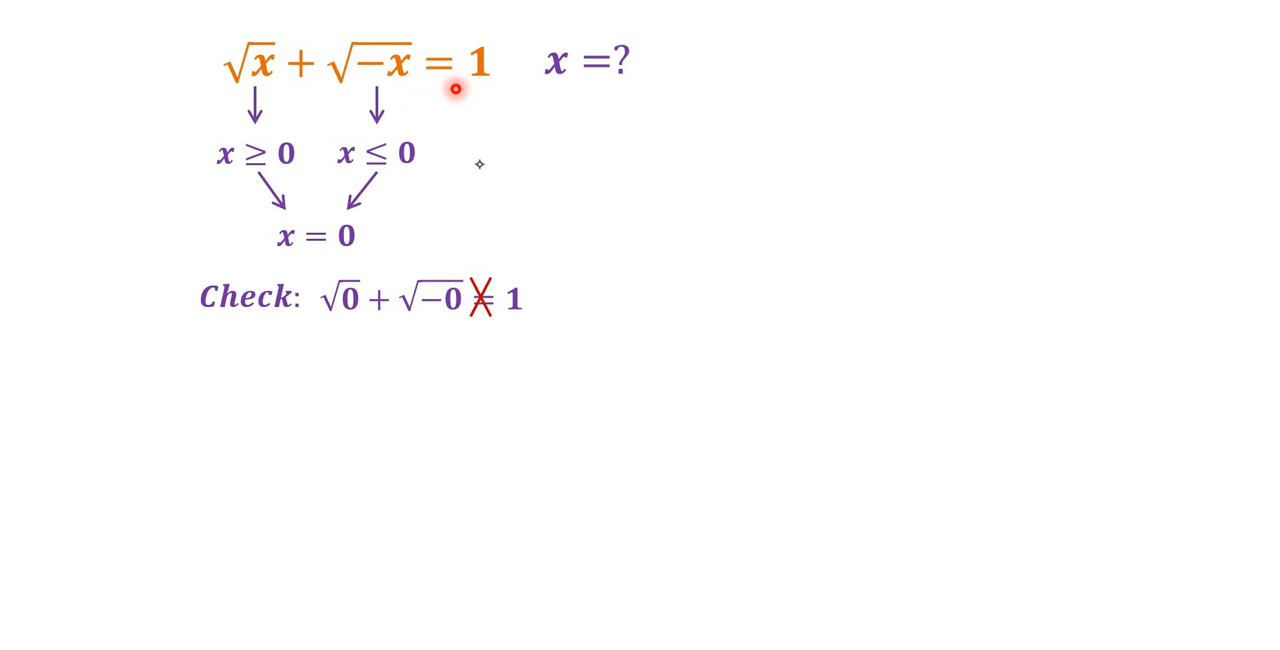 √x + √−x = 1 x =?
x ≥ 0 x ≤ 0
x = 0
Check: √0 + √−0 = 1